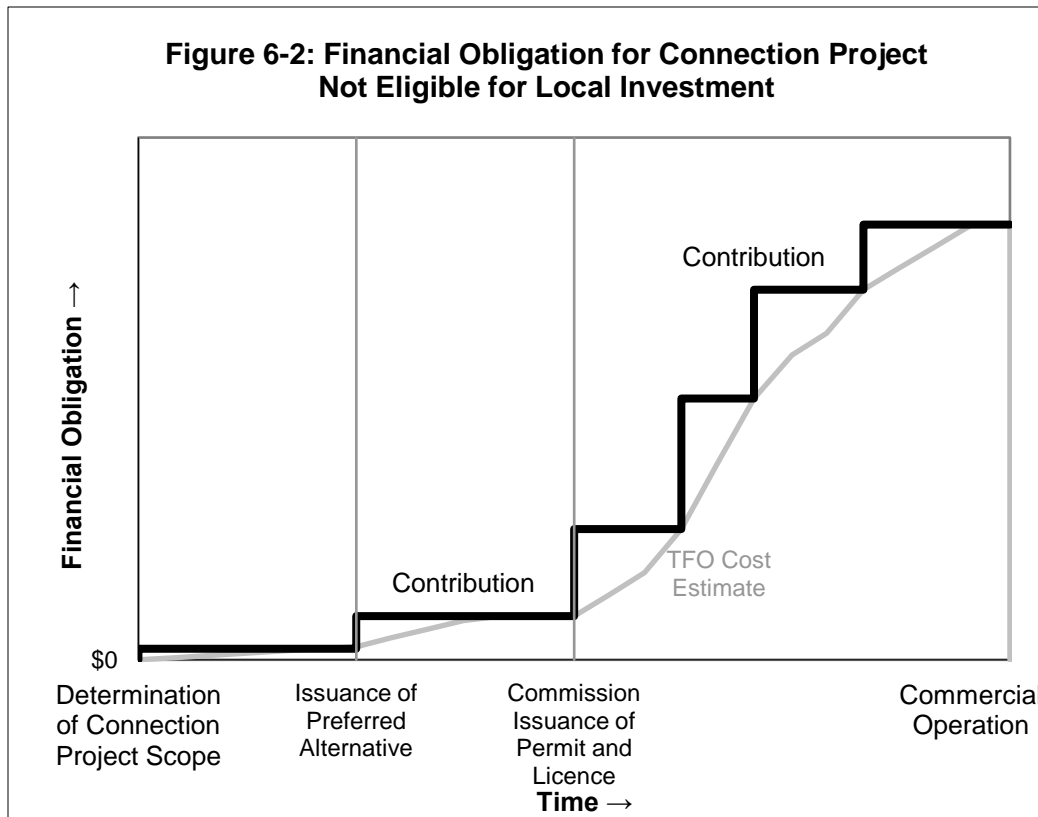 Figure 6-2: Financial Obligation for Connection Project
Not Eligible for Local Investment
Financial Obligation →
Contribution
TFO Cost
Estimate
Contribution
$0
Determination
of Connection
Project Scope
Issuance of
Preferred
Alternative
Commission
Issuance of
Permit and
Licence
Commercial
Operation
Time →